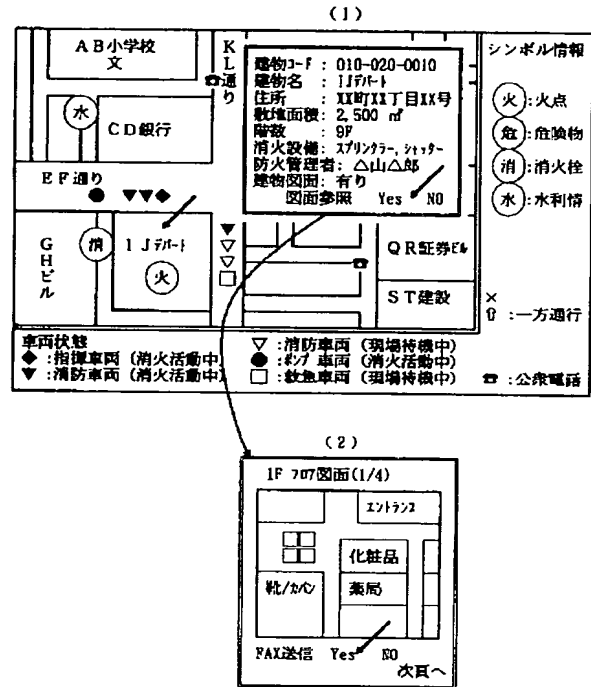 (1)
AB小学校
文
KL通り
☎
建物コード : 010-020-0010
建物名 : IJデパート
住所 : XX町XX丁目XX号
敷地面積 : 2,500 ㎡
階数 : 9F
消火設備 : スプリンクラー, シャッター
防火管理者 : △山△郎
建物図面 : 有り
図面参照 Yes NO
シンボル情報
火 : 火点
危 : 危険物
消 : 消火栓
水 : 水利情
水
CD銀行
EF通り
●▼▼◆
GHビル
消
IJデパート
火
▼
▽
▽
□
☎
QR証券ビル
ST建設
×
⇧ : 一方通行
車両状態
◆ : 指揮車両 (消火活動中)
▼ : 消防車両 (消火活動中)
▽ : 消防車両 (現場待機中)
● : ポンプ車両 (消火活動中)
□ : 救急車両 (現場待機中)
☎ : 公衆電話
(2)
1F フロア図面(1/4)
エントランス
化粧品
靴/カバン
薬局
FAX送信 Yes NO
次頁へ